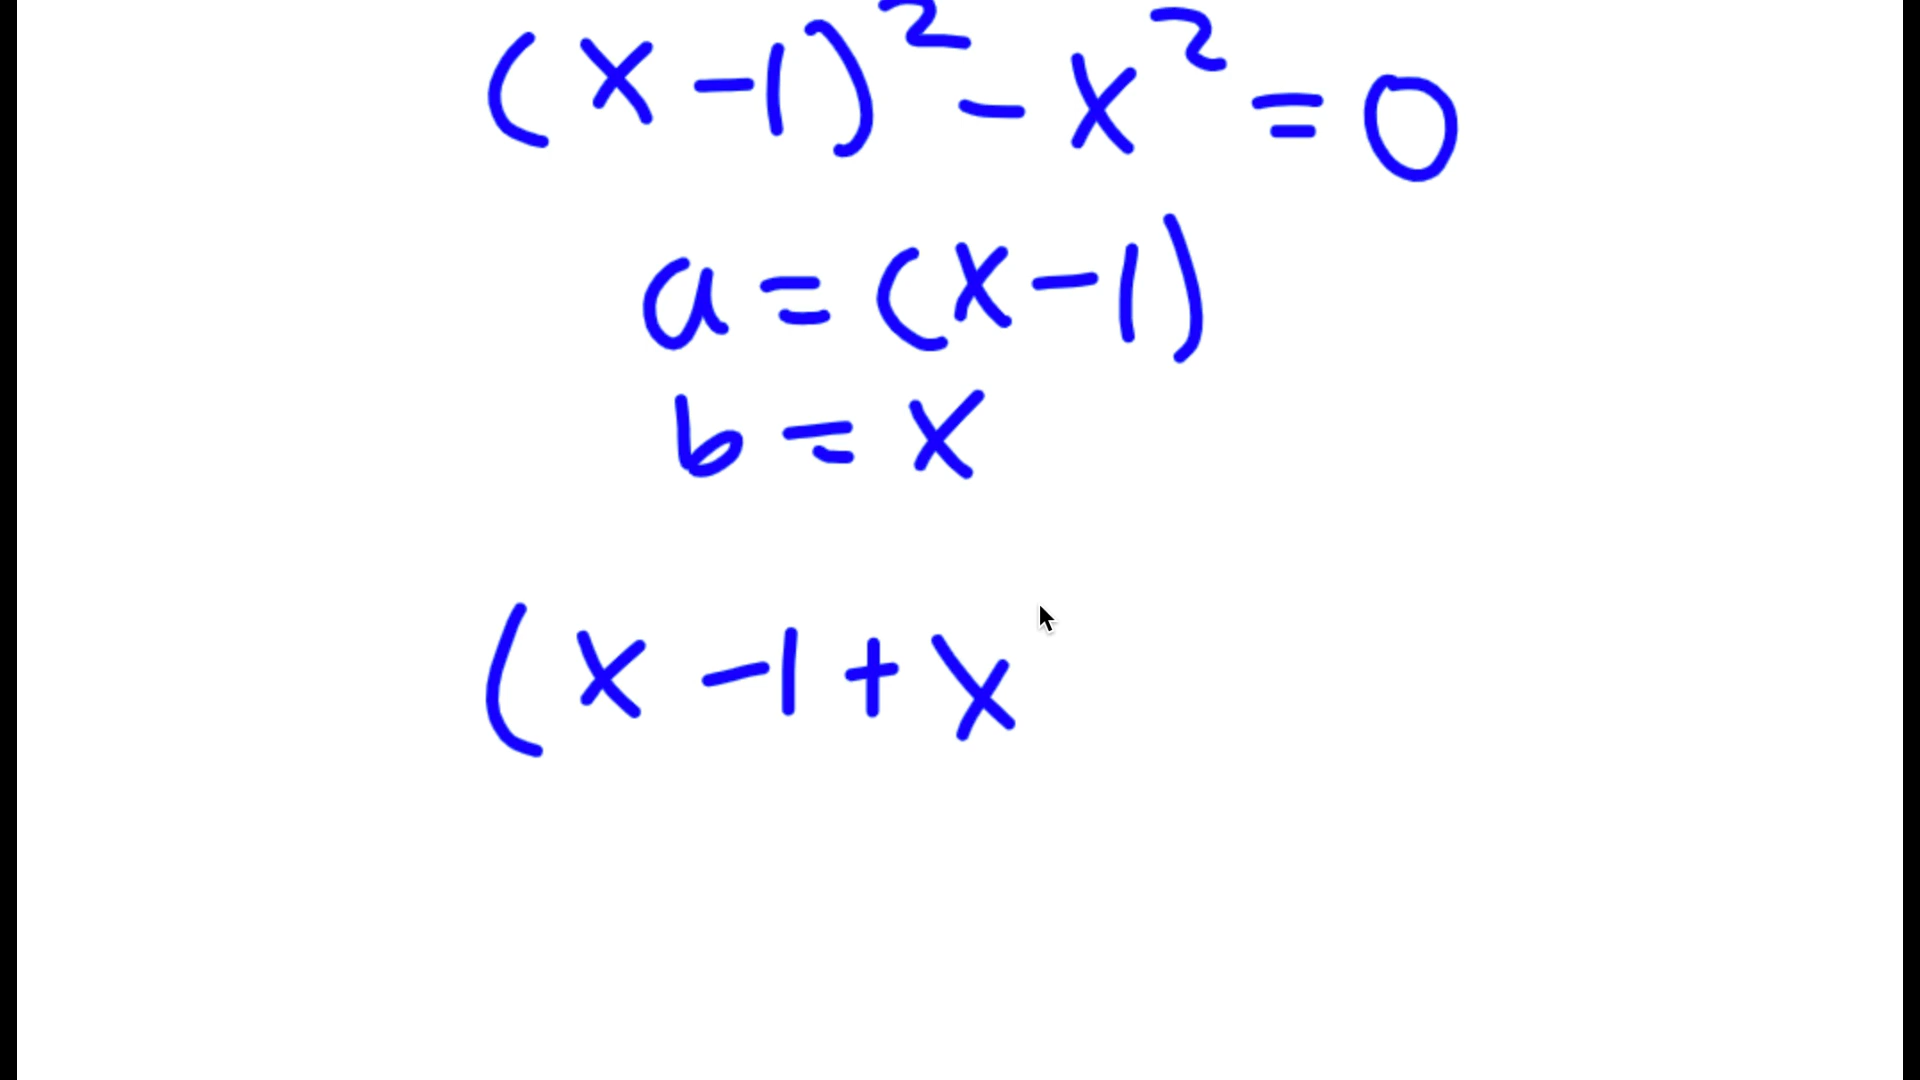 (x-1)² - x² = 0
a = (x-1)
b = x
(x-1+x